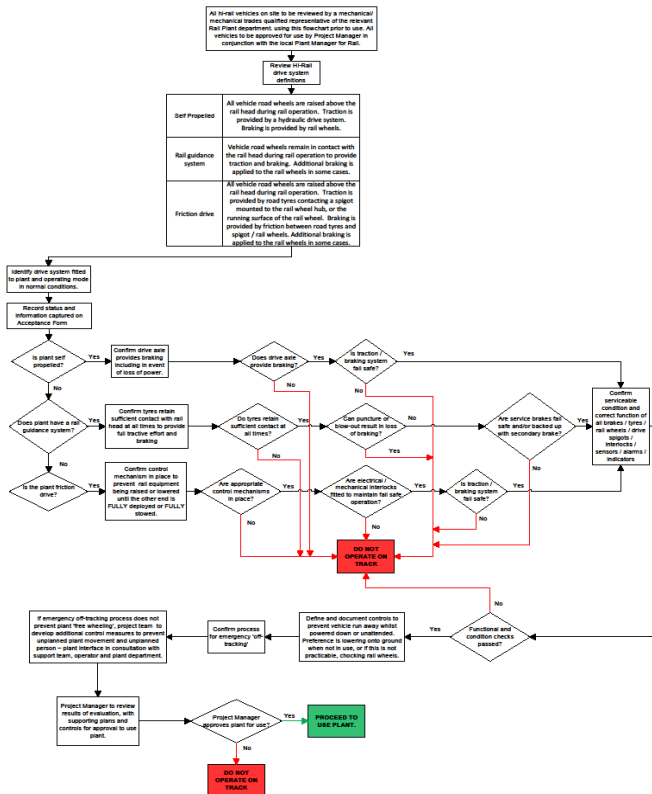 All hi-rail vehicles on site to be reviewed by a mechanical/
mechanical trades qualified representative of the relevant
Rail Plant department. using this flowchart prior to use. All
vehicles to be approved for use by Project Manager in
conjunction with the local Plant Manager for Rail.
Review Hi-Rail
drive system
definitions
Self Propelled
All vehicle road wheels are raised above the
rail head during rail operation. Traction is
provided by a hydraulic drive system.
Braking is provided by rail wheels.
Rail guidance
system
Vehicle road wheels remain in contact with
the rail head during rail operation to provide
traction and braking. Additional braking is
applied to the rail wheels in some cases.
Friction drive
All vehicle road wheels are raised above the
rail head during rail operation. Traction is
provided by road tyres contacting a spigot
mounted to the rail wheel hub, or the
running surface of the rail wheel. Braking is
provided by friction between road tyres and
spigot / rail wheels. Additional braking is
applied to the rail wheels in some cases.
Identify drive system fitted
to plant and operating mode
in normal conditions.
Record status and
information captured on
Acceptance Form
Is plant self
propelled?
Yes
No
Confirm drive axle
provides braking
including in event of
loss of power.
Does drive axle
provide braking?
Yes
No
Is traction /
braking system
fail safe?
Yes
No
Does plant have a rail
guidance system?
Yes
No
Confirm tyres retain
sufficient contact with rail
head at all times to provide
full tractive effort and
braking
Do tyres retain
sufficient contact at
all times?
Yes
No
Can puncture or
blow-out result in
loss of braking?
No
Yes
Are service brakes fail
safe and/or backed up
with secondary brake?
Yes
No
Confirm
serviceable
condition and
correct function of
all brakes / tyres /
rail wheels / drive
spigots /
interlocks /
sensors / alarms /
indicators
Is the plant friction
drive?
Yes
Confirm control
mechanism in place to
prevent rail equipment
being raised or lowered
until the other end is
FULLY deployed or FULLY
slowed.
Are appropriate
control mechanisms
in place?
Yes
No
Are electrical /
mechanical interlocks
fitted to maintain fail safe
operation?
Yes
No
Is traction /
braking system
fail safe?
Yes
No
DO NOT
OPERATE ON
TRACK
No
Functional and
condition checks
passed?
Yes
Define and document controls to
prevent vehicle run away whilst
powered down or unattended.
Preference is lowering onto ground
when not in use, or if this is not
practicable, chocking rail wheels.
Confirm process
for emergency 'off-
tracking'
If emergency off-tracking process does not
prevent plant 'free wheeling', project team to
develop additional control measures to prevent
unplanned plant movement and unplanned
person – plant interface in consultation with
support team, operator and plant department.
Project Manager to review
results of evaluation, with
supporting plans and
controls for approval to use
plant.
Project Manager
approves plant for use?
Yes
No
PROCEED TO
USE PLANT.
DO NOT
OPERATE ON
TRACK